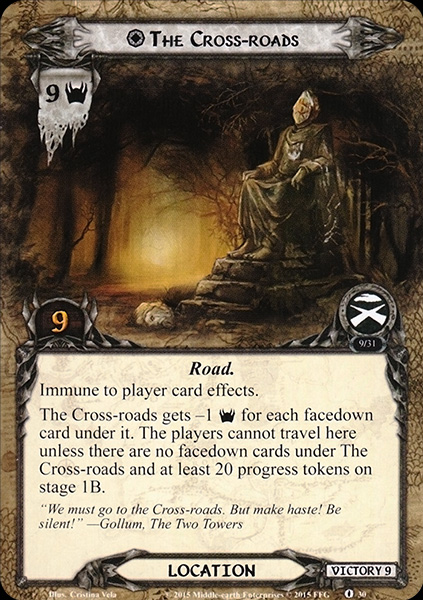 The Cross-roads
9
9
9/31
Road.
Immune to player card effects.
The Cross-roads gets –1 for each facedown
card under it. The players cannot travel here
unless there are no facedown cards under The
Cross-roads and at least 20 progress tokens on
stage 1B.
“We must go to the Cross-roads. But make haste! Be
silent!” —Gollum, The Two Towers
LOCATION
VICTORY 9
Illus. Cristina Vela
© 2015 Middle-earth Enterprises © 2015 FFG
30